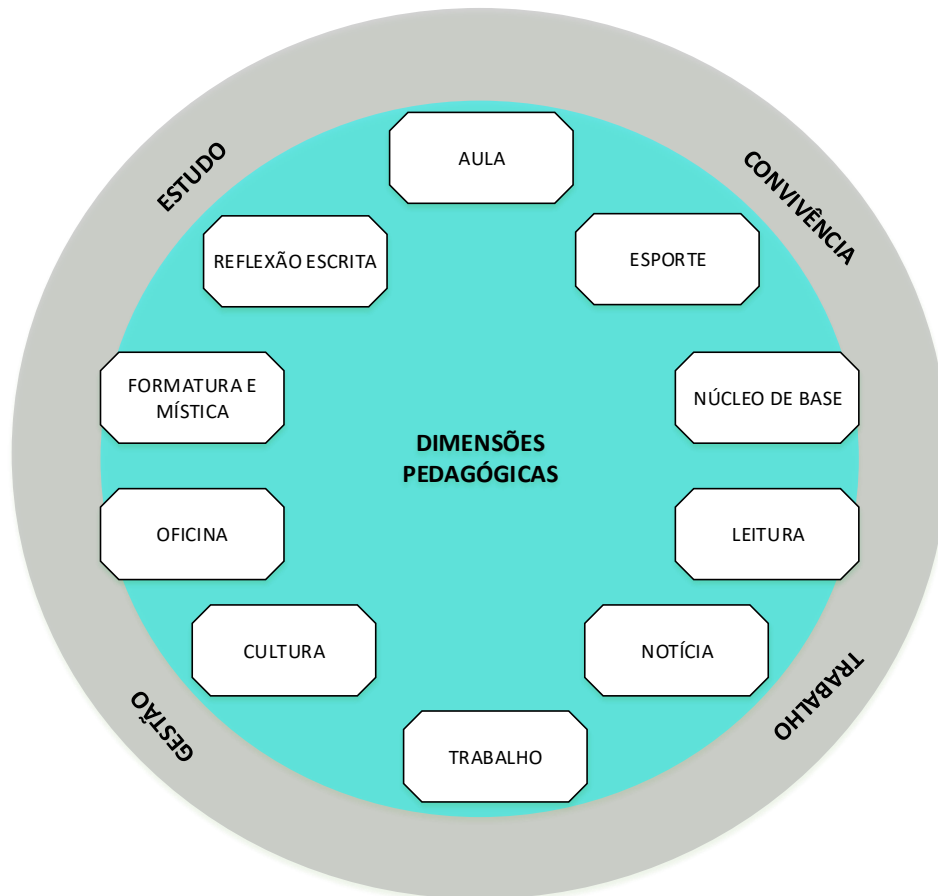 AULA
ESTUDO
CONVIVÊNCIA
REFLEXÃO ESCRITA
ESPORTE
FORMATURA E
MÍSTICA
NÚCLEO DE BASE
DIMENSÕES
PEDAGÓGICAS
OFICINA
LEITURA
CULTURA
NOTÍCIA
GESTÃO
TRABALHO
TRABALHO